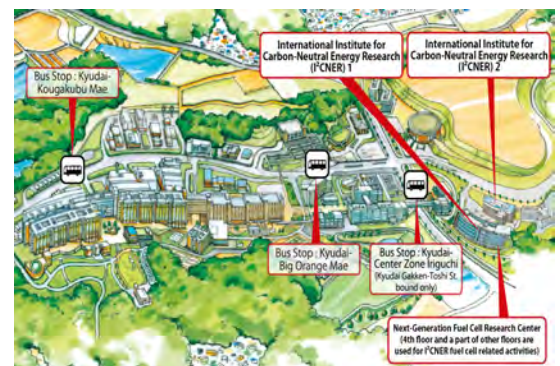 International Institute for
Carbon-Neutral Energy Research
(I²CNER) 1
International Institute for
Carbon-Neutral Energy Research
(I²CNER) 2
Bus Stop : Kyudai-
Kougakubu Mae
Bus Stop : Kyudai-
Big Orange Mae
Bus Stop : Kyudai-
Center Zone Iriguchi
(Kyudai Gakken-Toshi St.
bound only)
Next-Generation Fuel Cell Research Center
(4th floor and a part of other floors are
used for I²CNER fuel cell related activities)